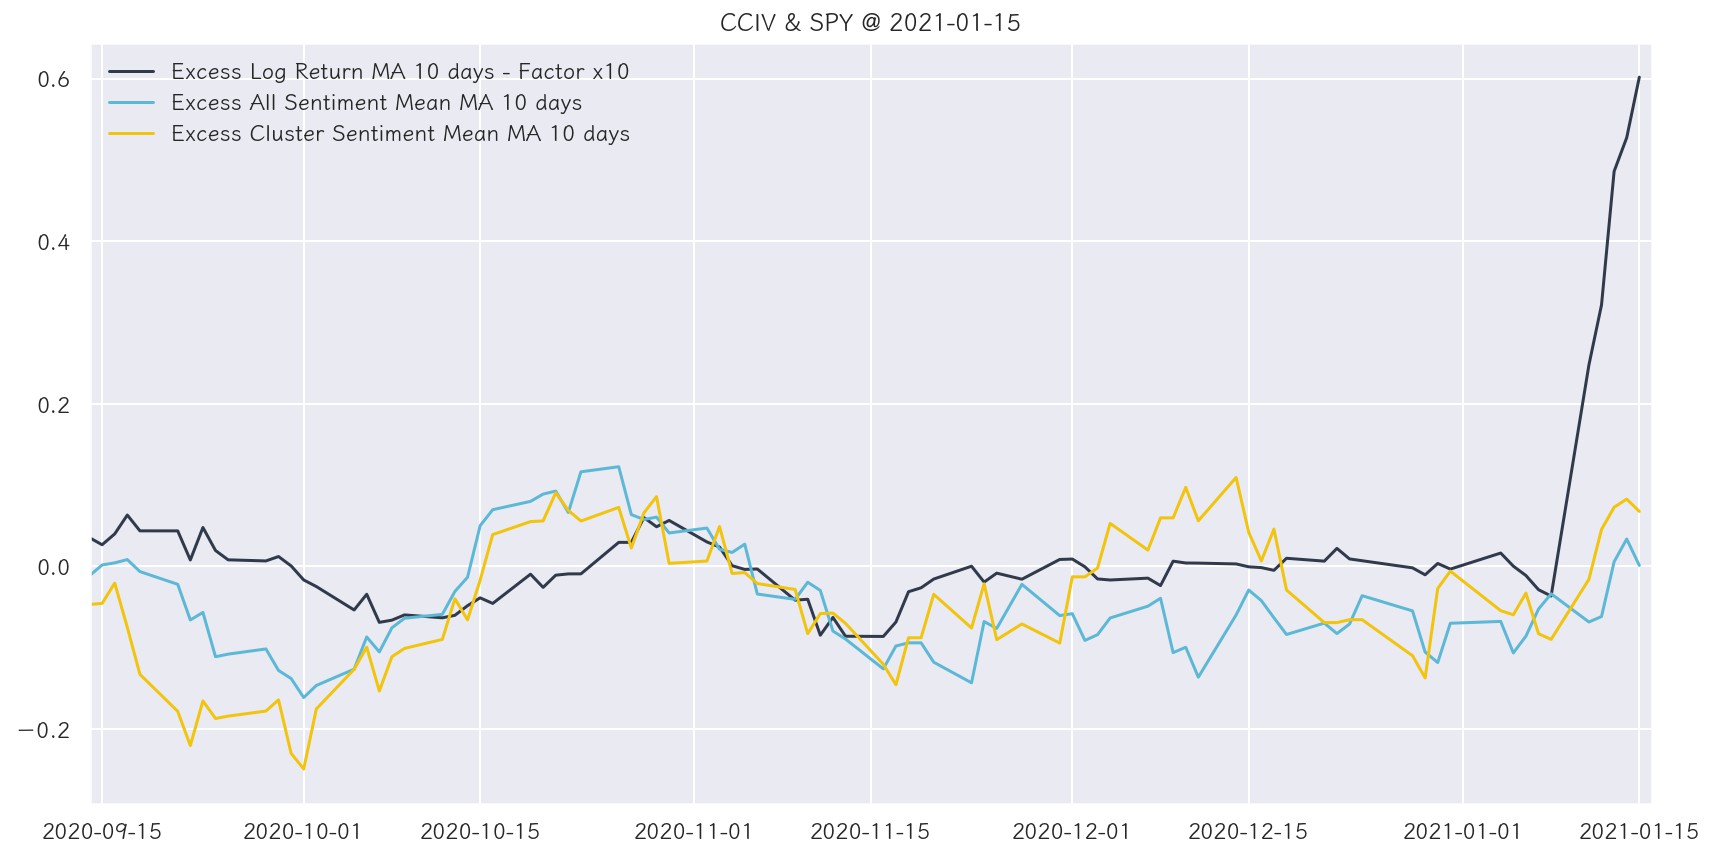 CCIV & SPY @ 2021-01-15
Excess Log Return MA 10 days - Factor x10
Excess All Sentiment Mean MA 10 days
Excess Cluster Sentiment Mean MA 10 days
0.6
0.4
0.2
0.0
−0.2
2020-09-15 2020-10-01 2020-10-15 2020-11-01 2020-11-15 2020-12-01 2020-12-15 2021-01-01 2021-01-15